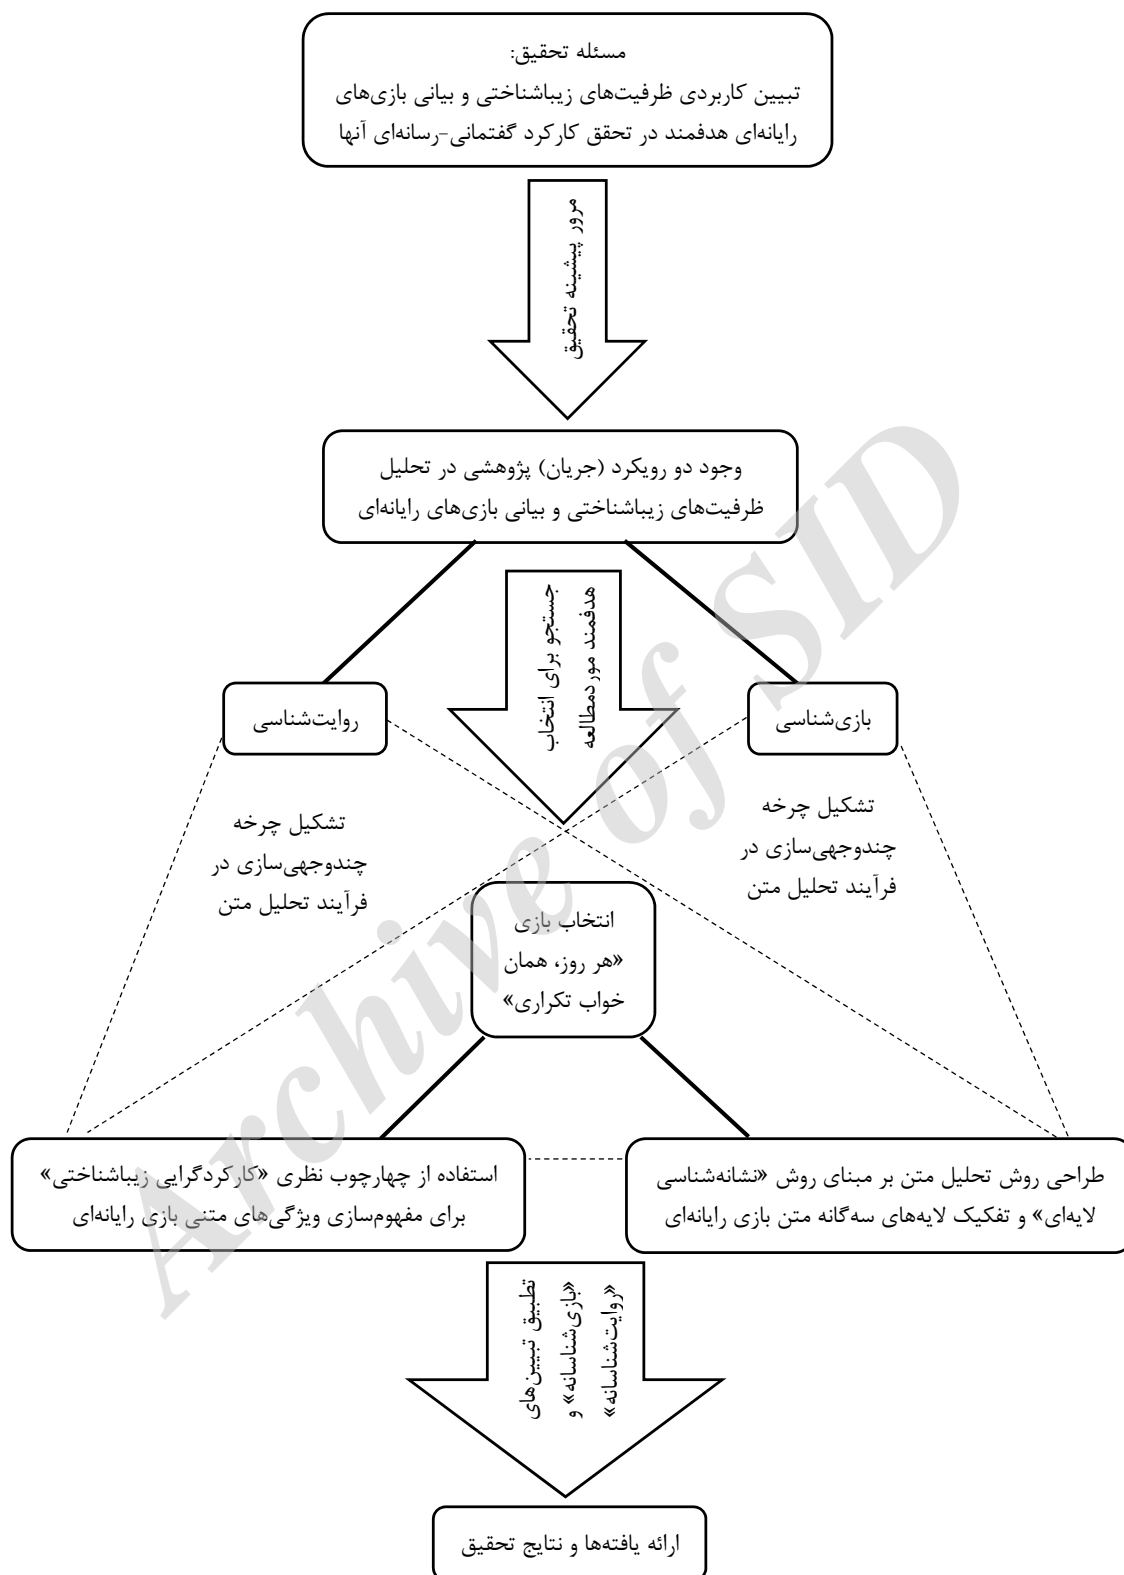 مسئله تحقیق:
تبیین کاربردی ظرفیت‌های زیباشناختی و بیانی بازی‌های
رایانه‌ای هدفمند در تحقق کارکرد گفتمانی-رسانه‌ای آنها
مرور پیشینه تحقیق
وجود دو رویکرد (جریان) پژوهشی در تحلیل
ظرفیت‌های زیباشناختی و بیانی بازی‌های رایانه‌ای
جستجو برای انتخاب
هدفمند موردمطالعه
بازی‌شناسی
روایت‌شناسی
تشکیل چرخه
چندوجهی‌سازی در
فرآیند تحلیل متن
تشکیل چرخه
چندوجهی‌سازی در
فرآیند تحلیل متن
انتخاب بازی
«هر روز، همان
خواب تکراری»
طراحی روش تحلیل متن بر مبنای روش «نشانه‌شناسی
لایه‌ای» و تفکیک لایه‌های سه‌گانه متن بازی رایانه‌ای
استفاده از چهارچوب نظری «کارکردگرایی زیباشناختی»
برای مفهوم‌سازی ویژگی‌های متنی بازی رایانه‌ای
تطبیق تبیین‌های
«بازی‌شناسانه» و
«روایت‌شناسانه»
ارائه یافته‌ها و نتایج تحقیق
Archive of SID